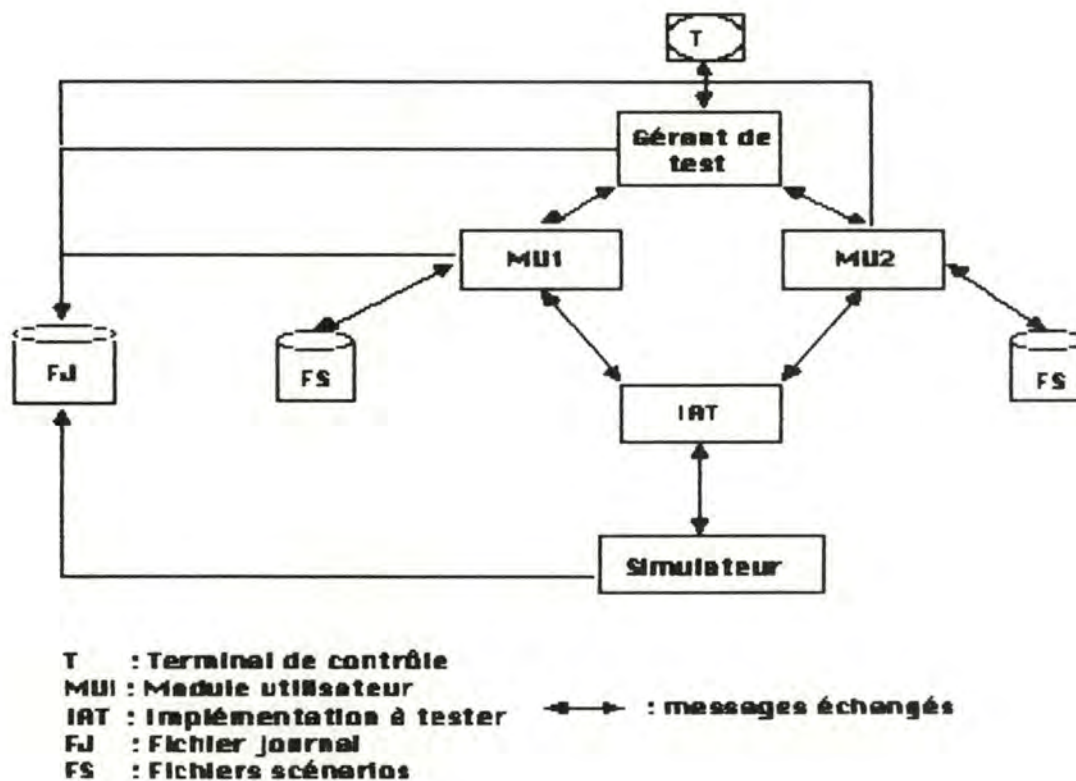 T
Gérant de
test
MU1
MU2
FJ
FS
FS
IAT
Simulateur
T : Terminal de contrôle
MUI : Module utilisateur
IAT : Implémentation à tester
: messages échangés
FJ : Fichier journal
FS : Fichiers scénarios